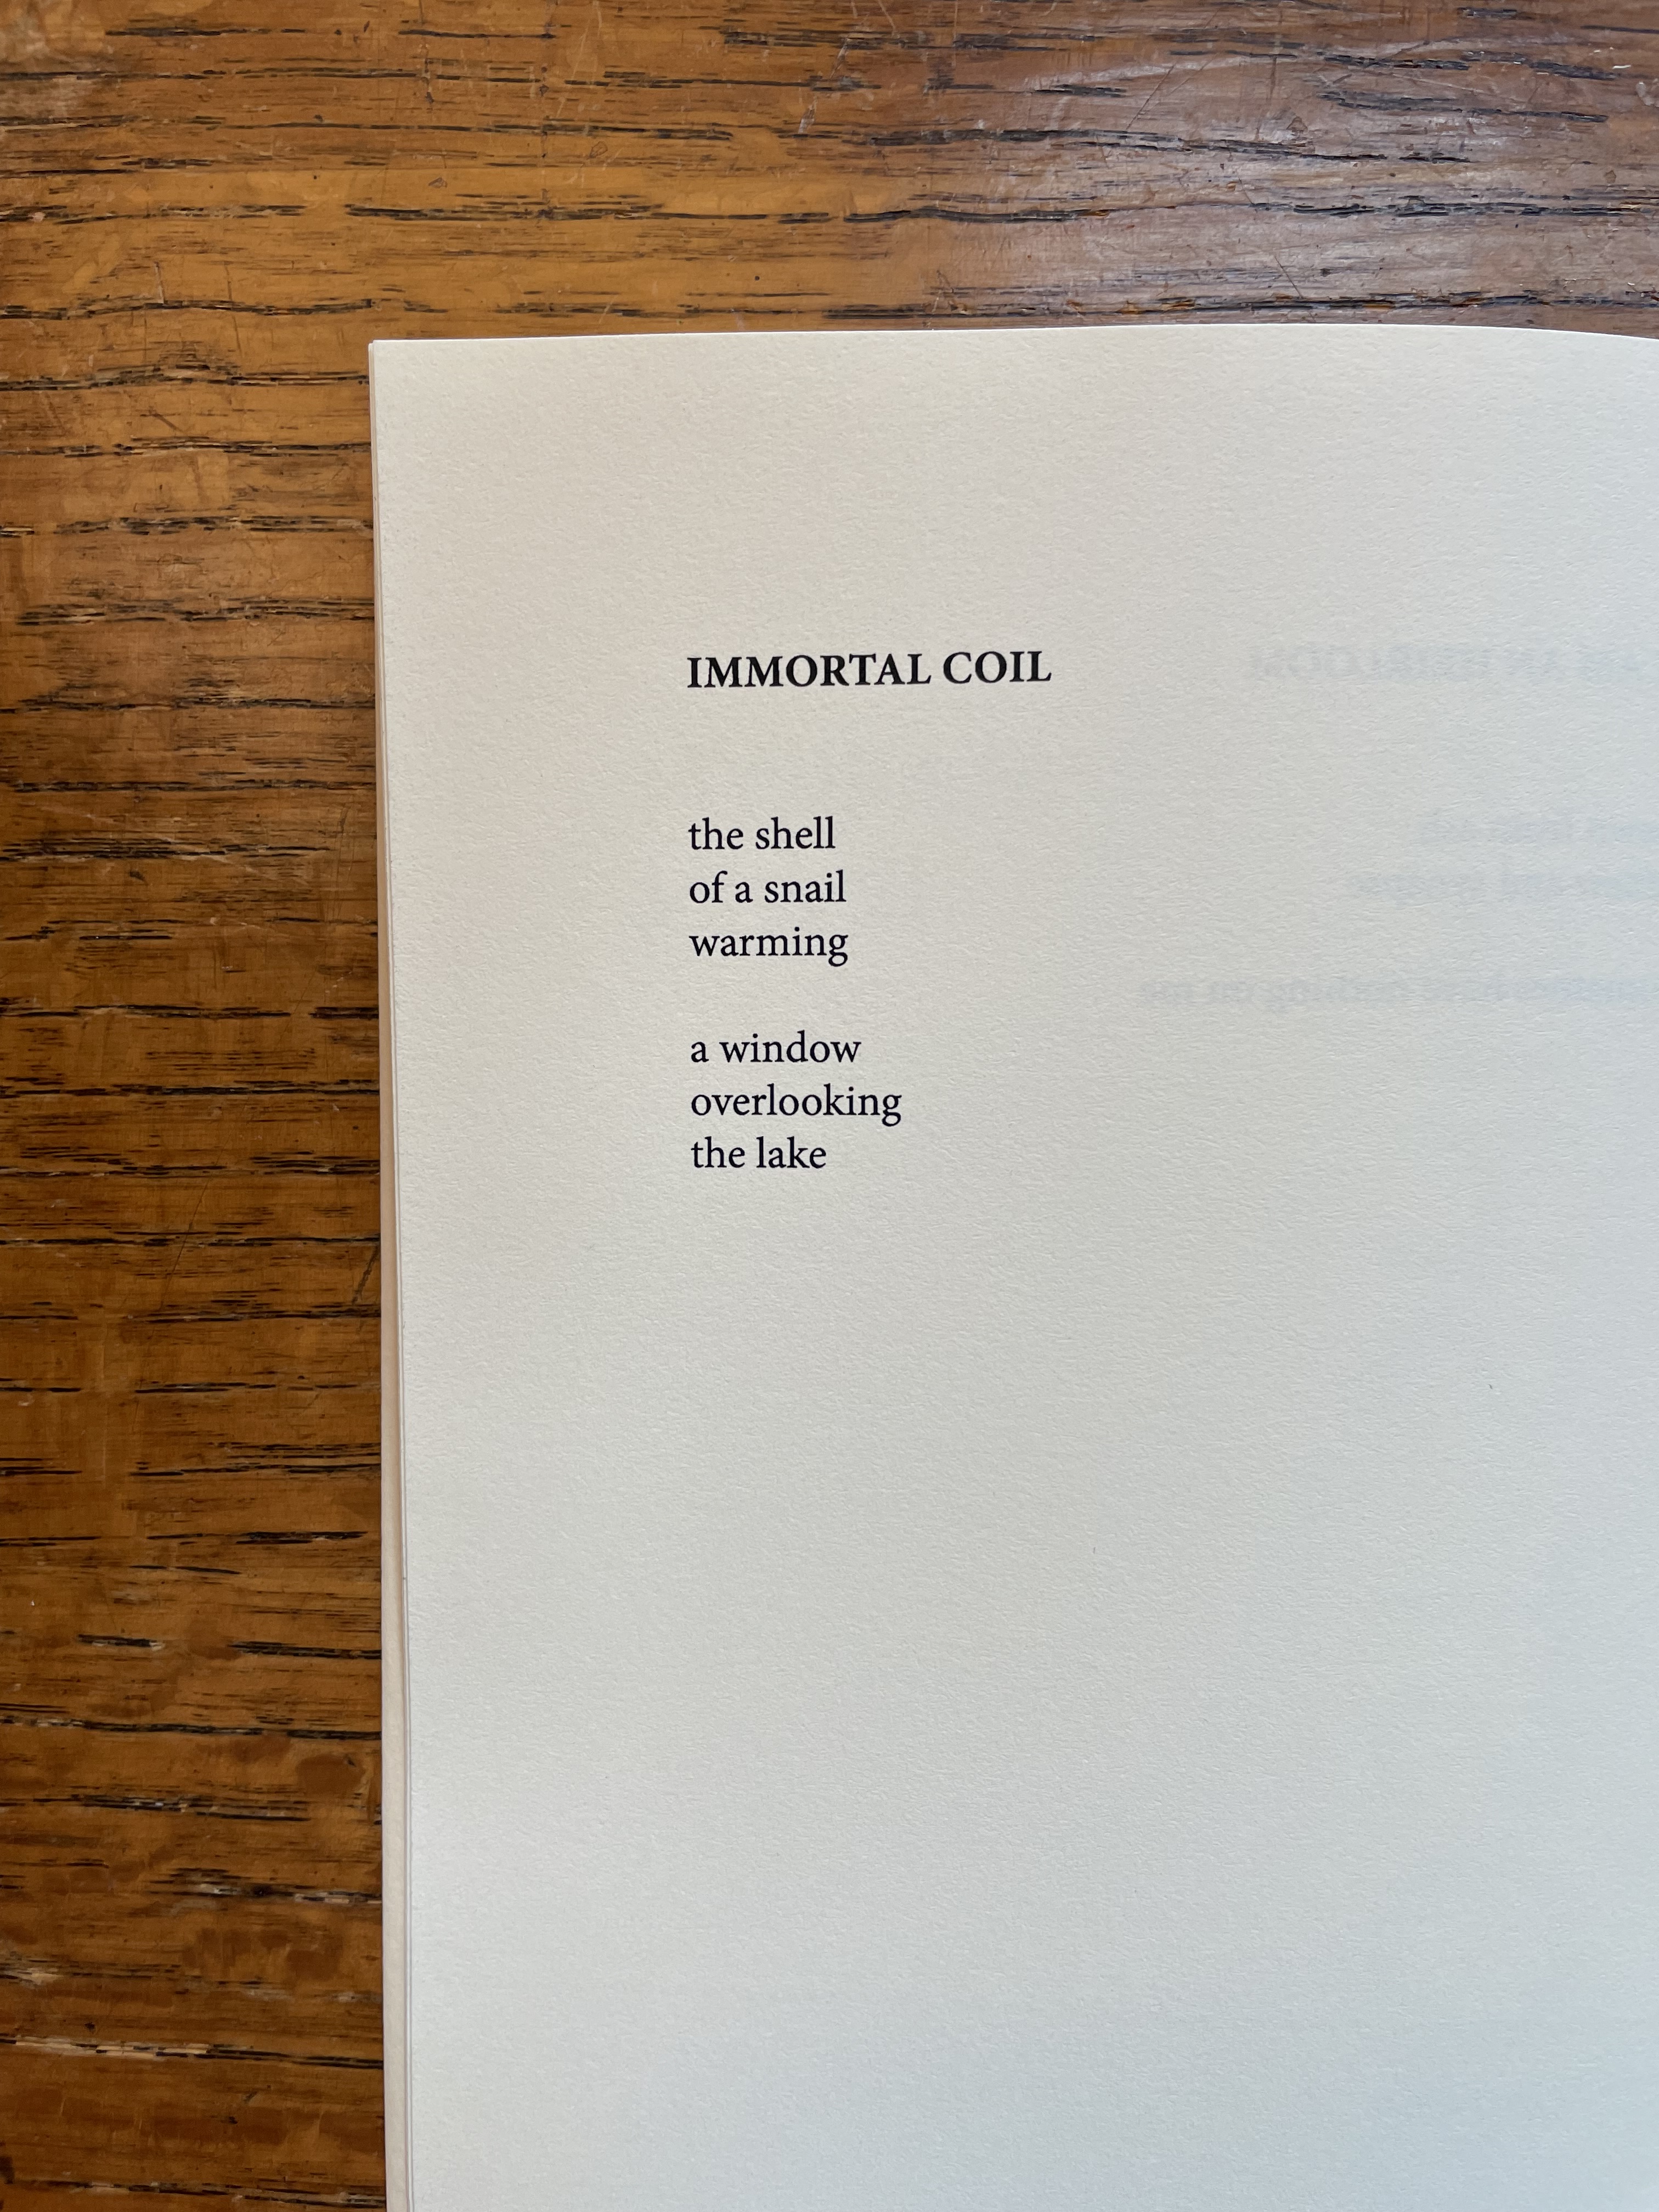 IMMORTAL COIL
the shell
of a snail
warming
a window
overlooking
the lake